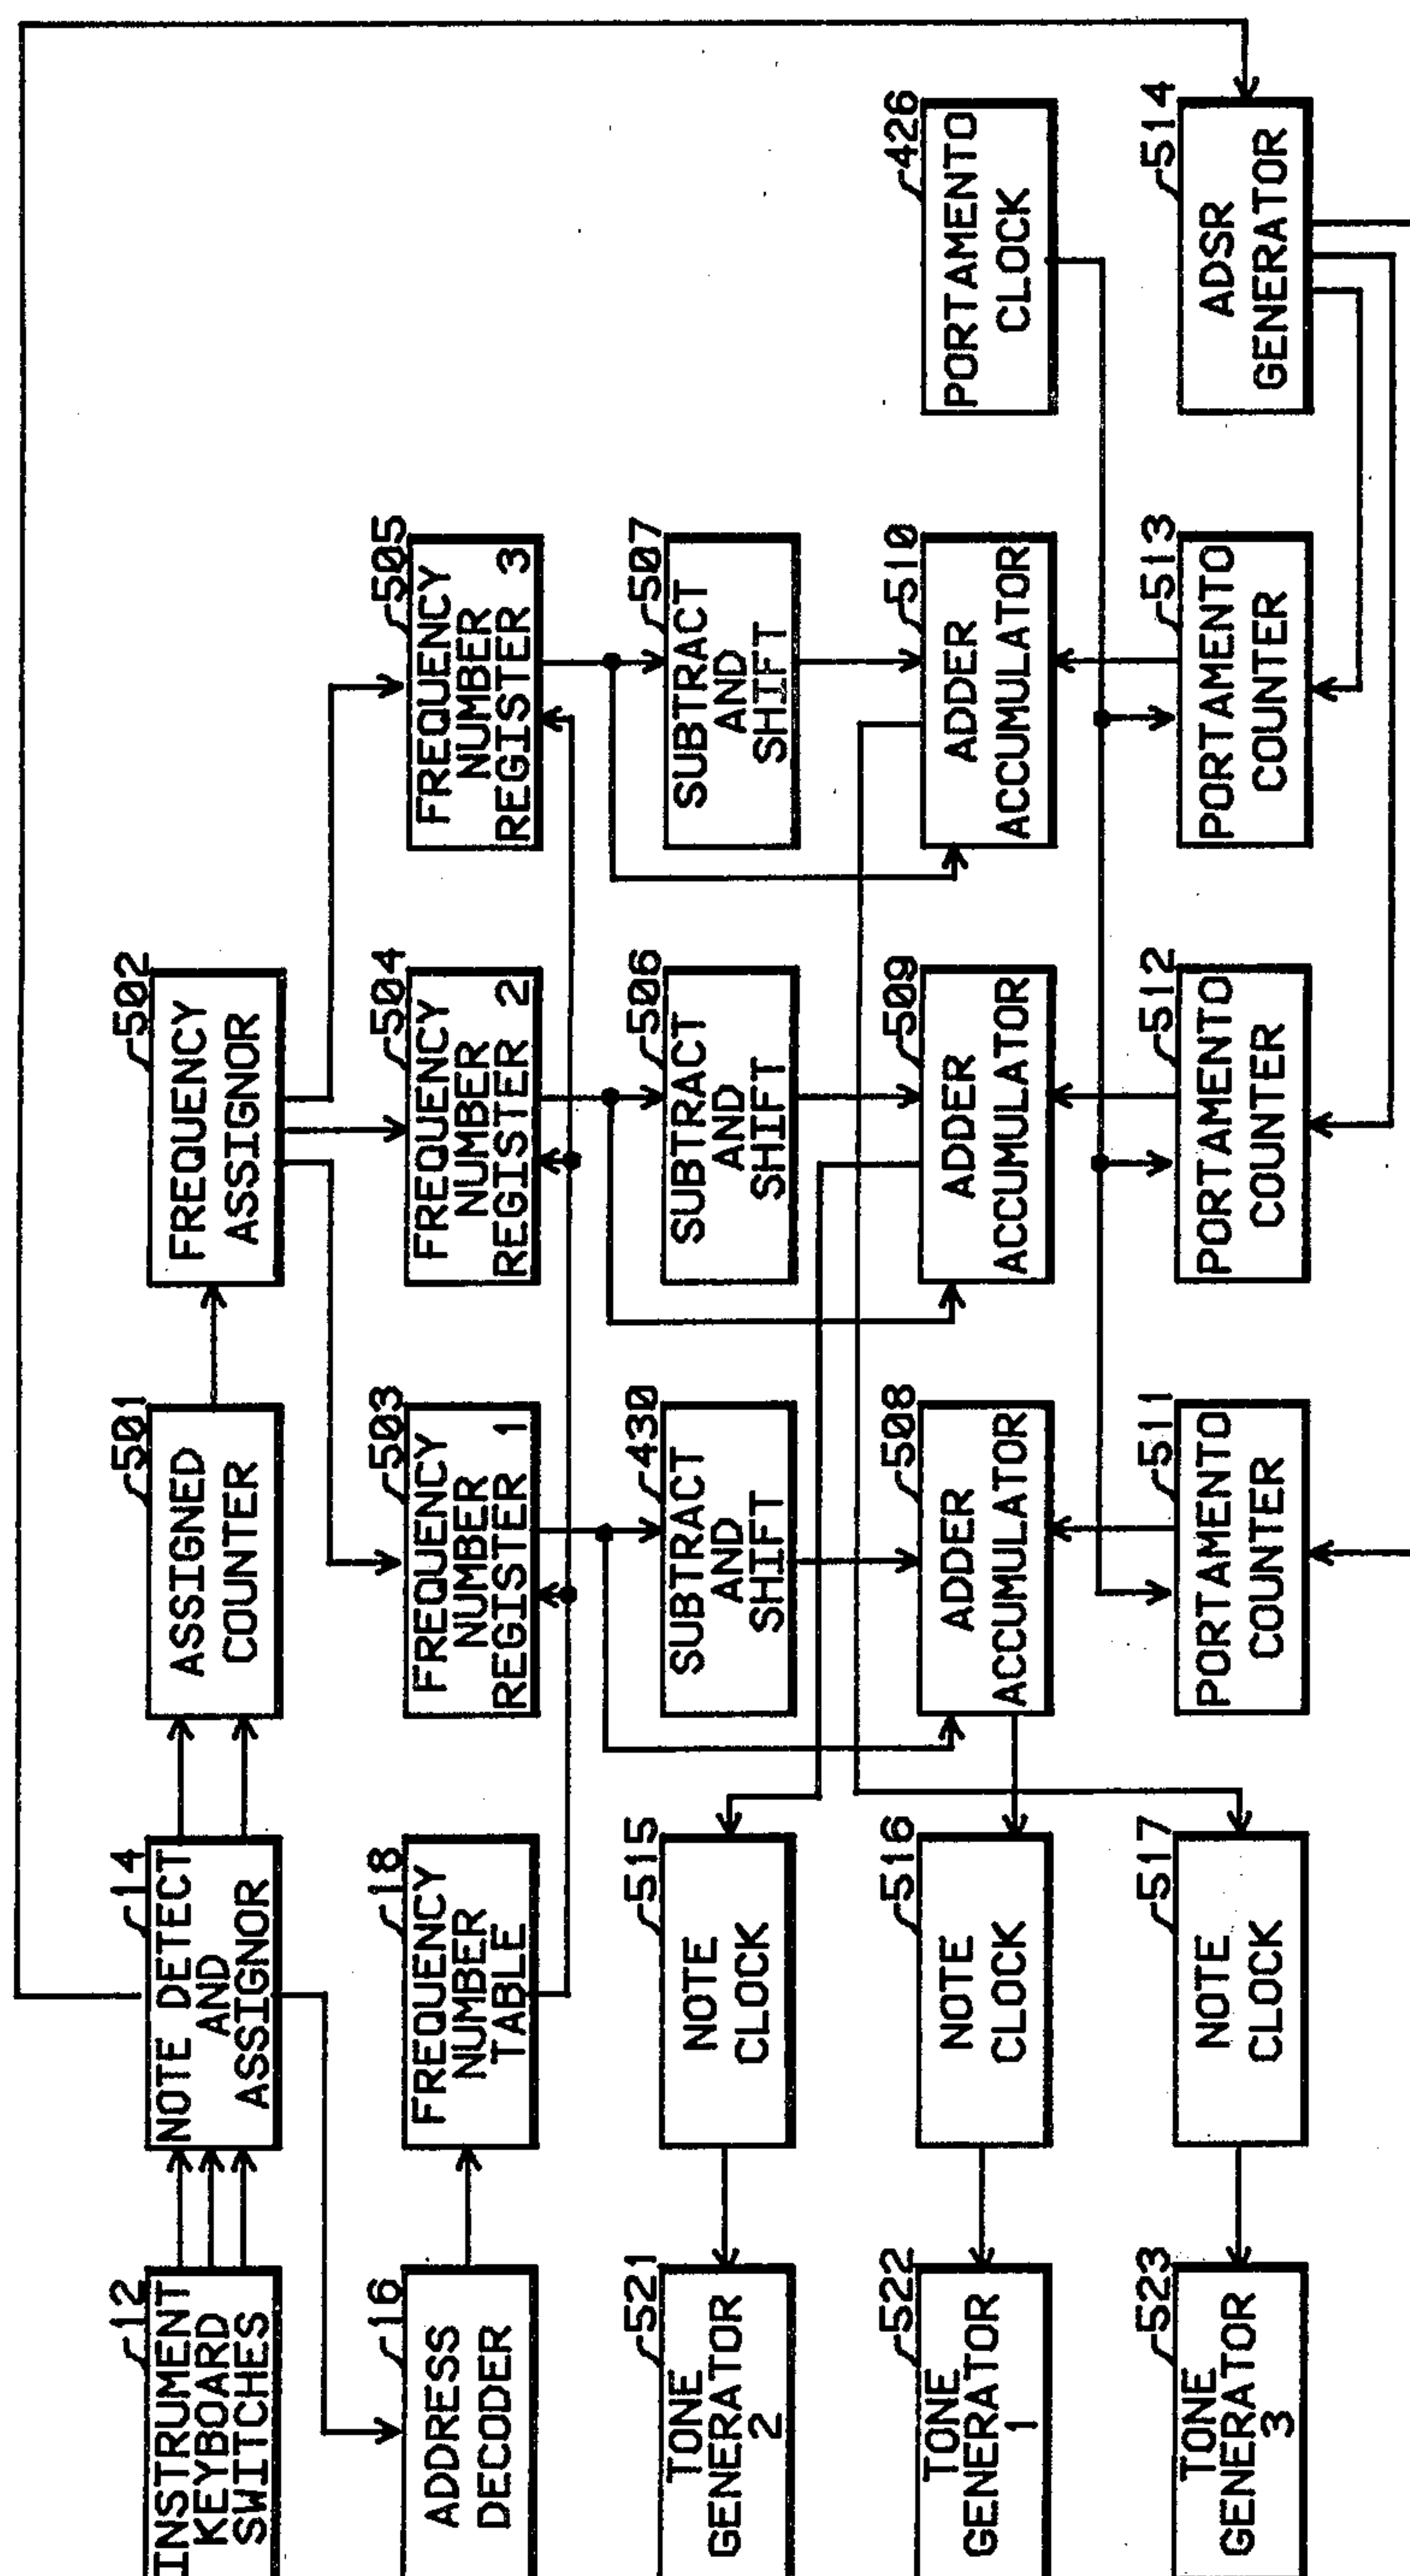 12
INSTRUMENT
KEYBOARD
SWITCHES
14
NOTE DETECT
AND
ASSIGNOR
501
ASSIGNED
COUNTER
502
FREQUENCY
ASSIGNOR
16
ADDRESS
DECODER
18
FREQUENCY
NUMBER
TABLE
503
FREQUENCY
NUMBER
REGISTER 1
504
FREQUENCY
NUMBER
REGISTER 2
505
FREQUENCY
NUMBER
REGISTER 3
521
TONE
GENERATOR
2
515
NOTE
CLOCK
430
SUBTRACT
AND
SHIFT
506
SUBTRACT
AND
SHIFT
507
SUBTRACT
AND
SHIFT
522
TONE
GENERATOR
1
516
NOTE
CLOCK
508
ADDER
ACCUMULATOR
509
ADDER
ACCUMULATOR
510
ADDER
ACCUMULATOR
426
PORTAMENTO
CLOCK
523
TONE
GENERATOR
3
517
NOTE
CLOCK
511
PORTAMENTO
COUNTER
512
PORTAMENTO
COUNTER
513
PORTAMENTO
COUNTER
514
ADSR
GENERATOR